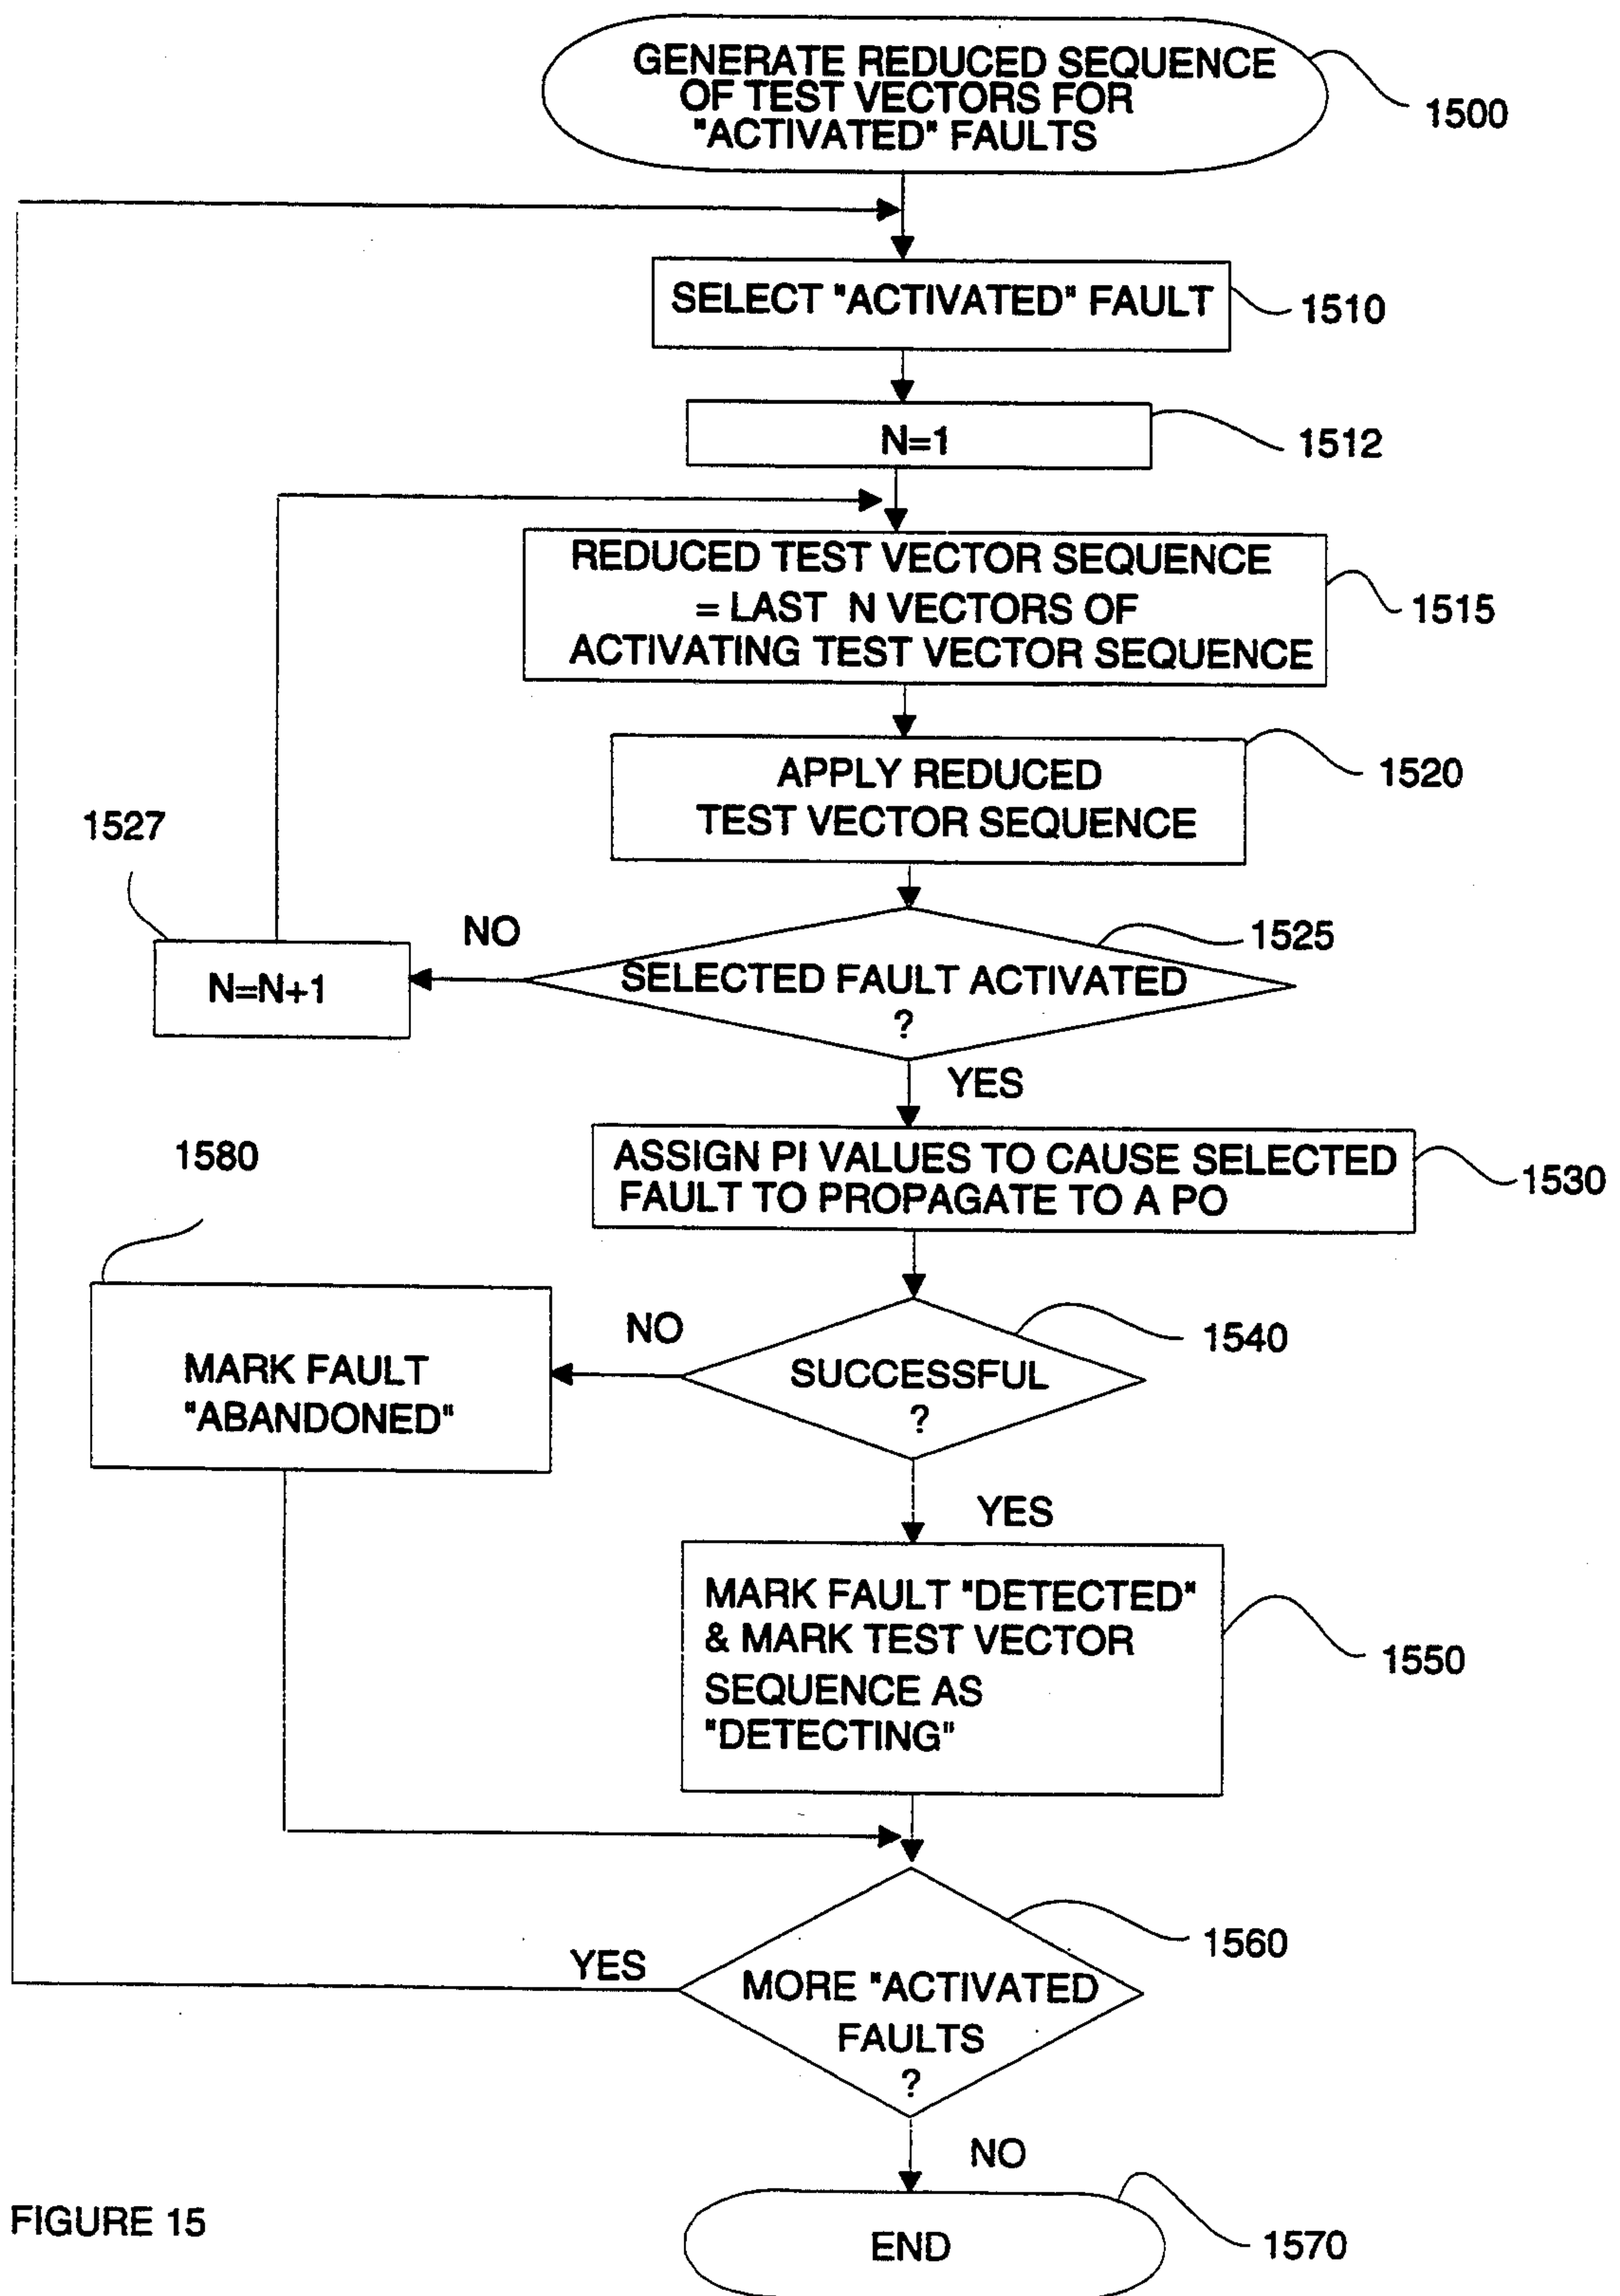 GENERATE REDUCED SEQUENCE
OF TEST VECTORS FOR
"ACTIVATED" FAULTS
1500
SELECT "ACTIVATED" FAULT
1510
N=1
1512
REDUCED TEST VECTOR SEQUENCE
= LAST N VECTORS OF
ACTIVATING TEST VECTOR SEQUENCE
1515
APPLY REDUCED
TEST VECTOR SEQUENCE
1520
1527
N=N+1
NO
SELECTED FAULT ACTIVATED
?
1525
YES
ASSIGN PI VALUES TO CAUSE SELECTED
FAULT TO PROPAGATE TO A PO
1530
1580
MARK FAULT
"ABANDONED"
NO
SUCCESSFUL
?
1540
YES
MARK FAULT "DETECTED"
& MARK TEST VECTOR
SEQUENCE AS
"DETECTING"
1550
YES
MORE "ACTIVATED
FAULTS
?
1560
NO
END
1570
FIGURE 15